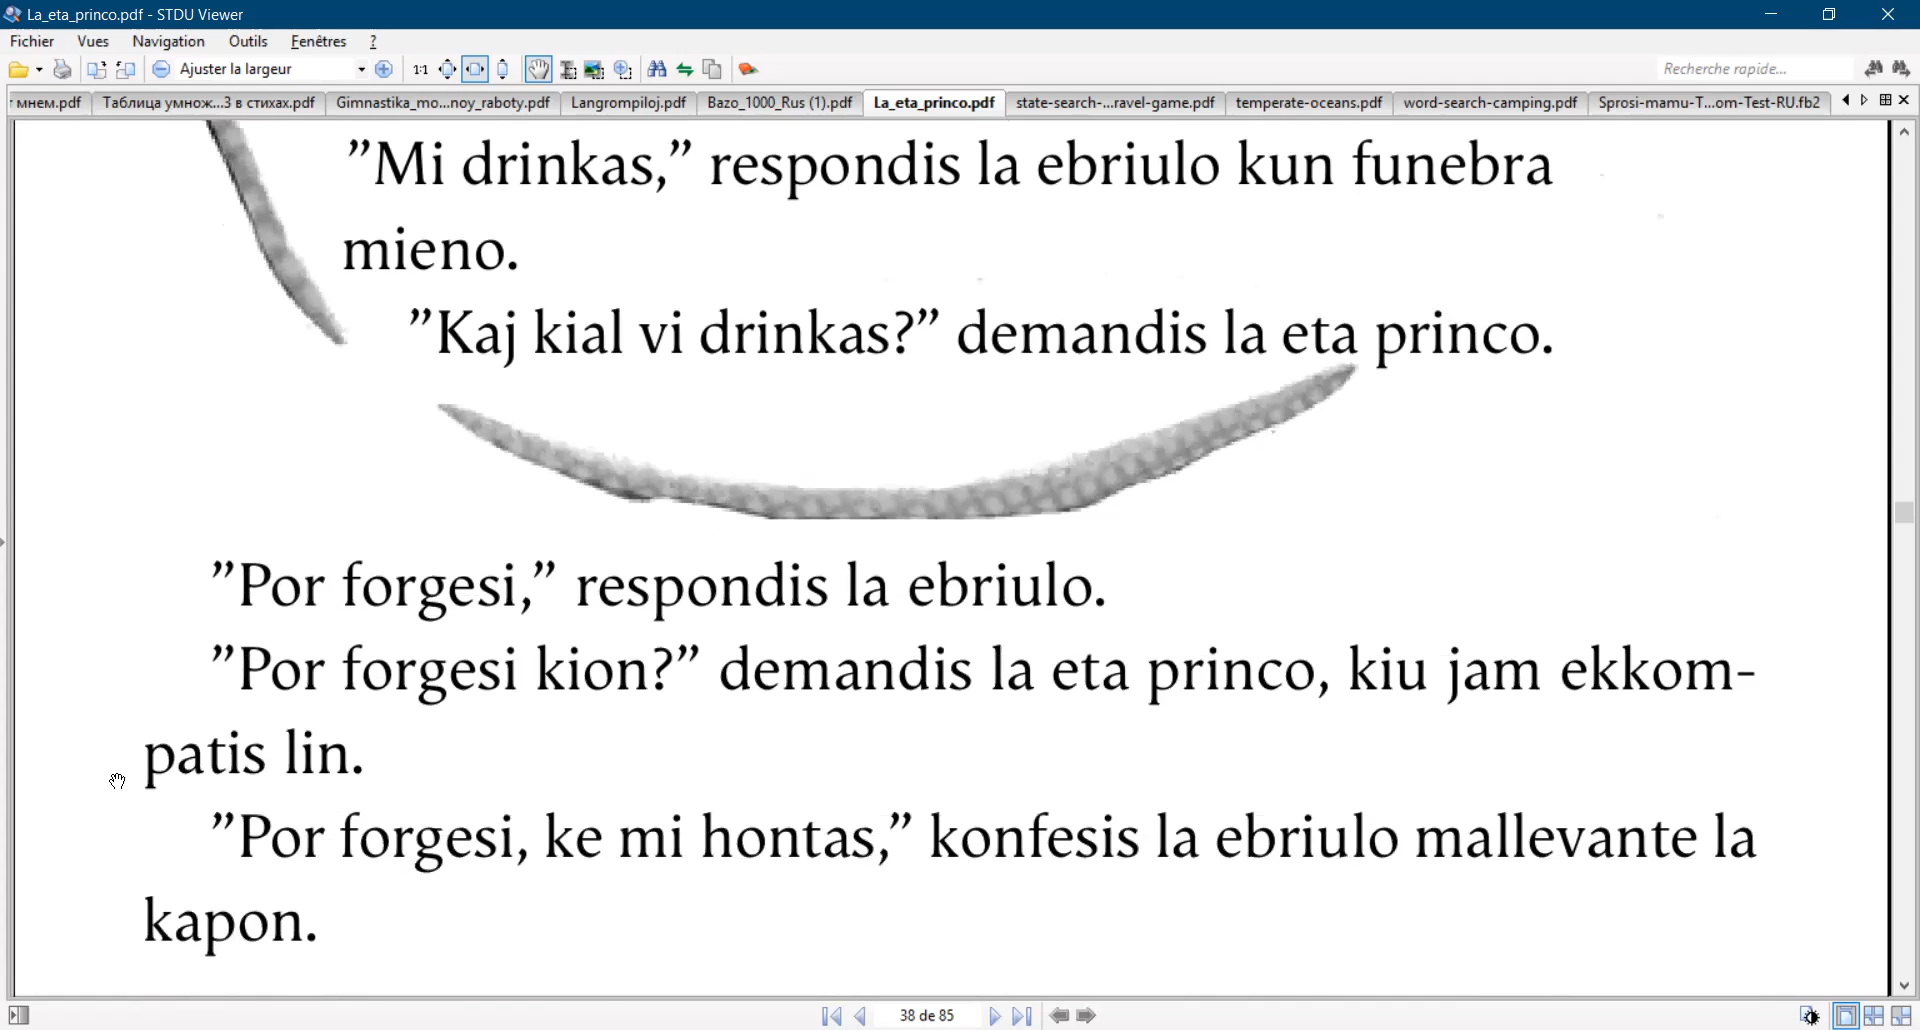 La_eta_princo.pdf - STDU Viewer
Fichier Vues Navigation Outils Fenêtres ?
Ajuster la largeur 1:1 Recherche rapide...
г мнем.pdf Таблица умнож...3 в стихах.pdf Gimnastika_mo...noy_raboty.pdf Langrompiloj.pdf Bazo_1000_Rus (1).pdf La_eta_princo.pdf state-search-...ravel-game.pdf temperate-oceans.pdf word-search-camping.pdf Sprosi-mamu-T...om-Test-RU.fb2
”Mi drinkas,” respondis la ebriulo kun funebra
mieno.
”Kaj kial vi drinkas?” demandis la eta princo.
”Por forgesi,” respondis la ebriulo.
”Por forgesi kion?” demandis la eta princo, kiu jam ekkom-
patis lin.
”Por forgesi, ke mi hontas,” konfesis la ebriulo mallevante la
kapon.
38 de 85